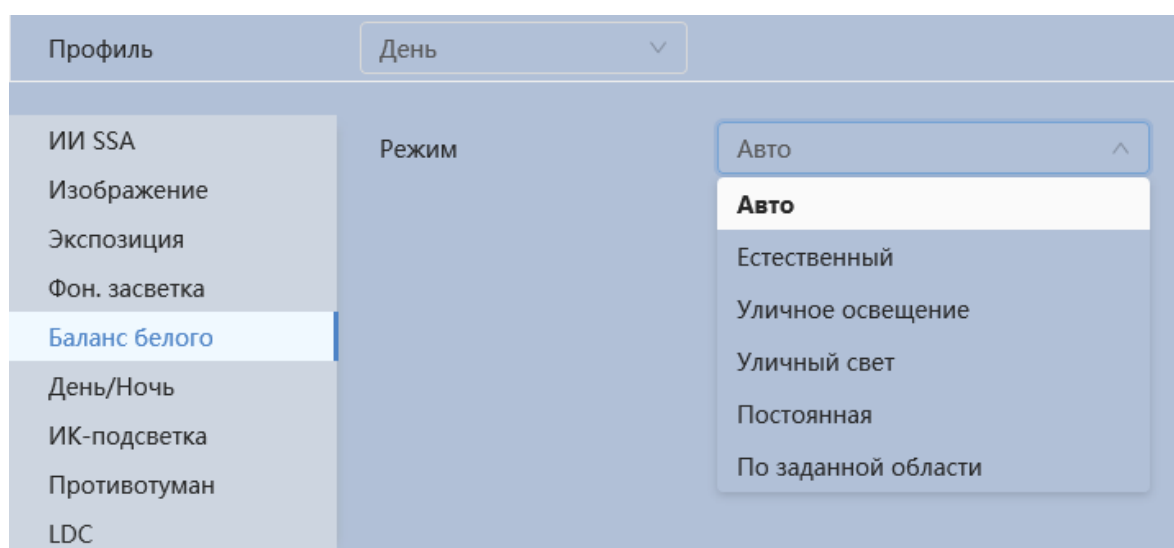 Профиль
День
ИИ SSA
Режим
Авто
Изображение
Авто
Экспозиция
Естественный
Фон. засветка
Уличное освещение
Баланс белого
Уличный свет
День/Ночь
Постоянная
ИК-подсветка
По заданной области
Противотуман
LDC